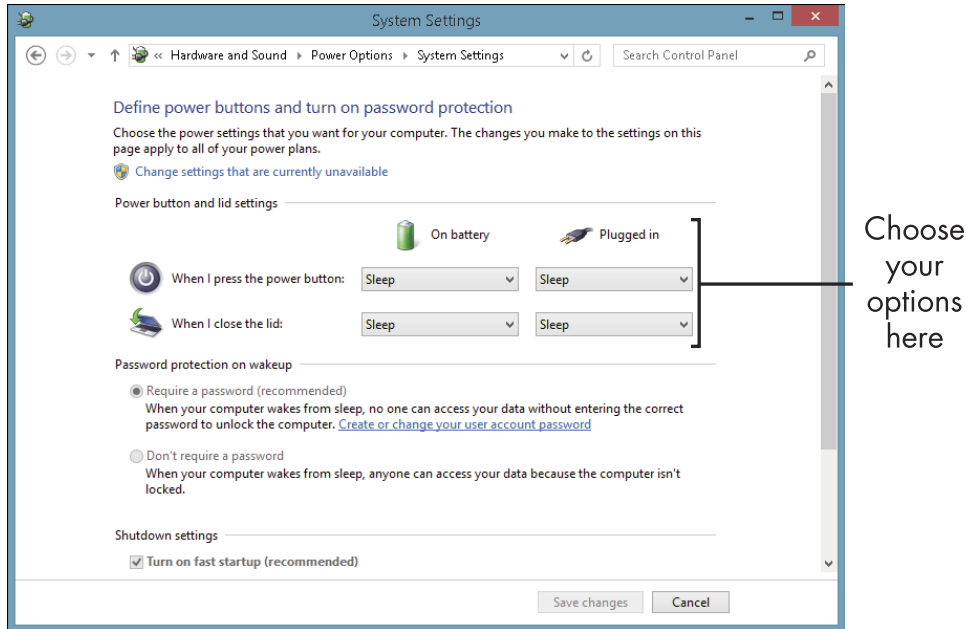 System Settings
« Hardware and Sound ▸ Power Options ▸ System Settings
Search Control Panel
Define power buttons and turn on password protection
Choose the power settings that you want for your computer. The changes you make to the settings on this
page apply to all of your power plans.
Change settings that are currently unavailable
Power button and lid settings
On battery
Plugged in
When I press the power button:
Sleep
Sleep
When I close the lid:
Sleep
Sleep
Password protection on wakeup
Require a password (recommended)
When your computer wakes from sleep, no one can access your data without entering the correct
password to unlock the computer. Create or change your user account password
Don't require a password
When your computer wakes from sleep, anyone can access your data because the computer isn't
locked.
Shutdown settings
Turn on fast startup (recommended)
Save changes
Cancel
Choose
your
options
here